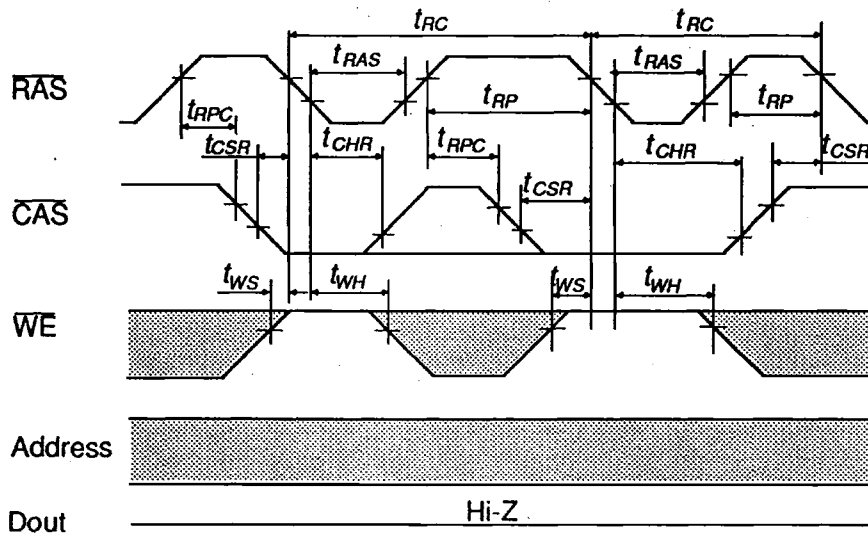 tRC tRC
RAS tRAS tRAS
tRPC tRP tRP
tCSR tCHR tRPC tCHR tCSR
CAS tCSR
tWS tWH tWS tWH
WE
Address
Hi-Z
Dout